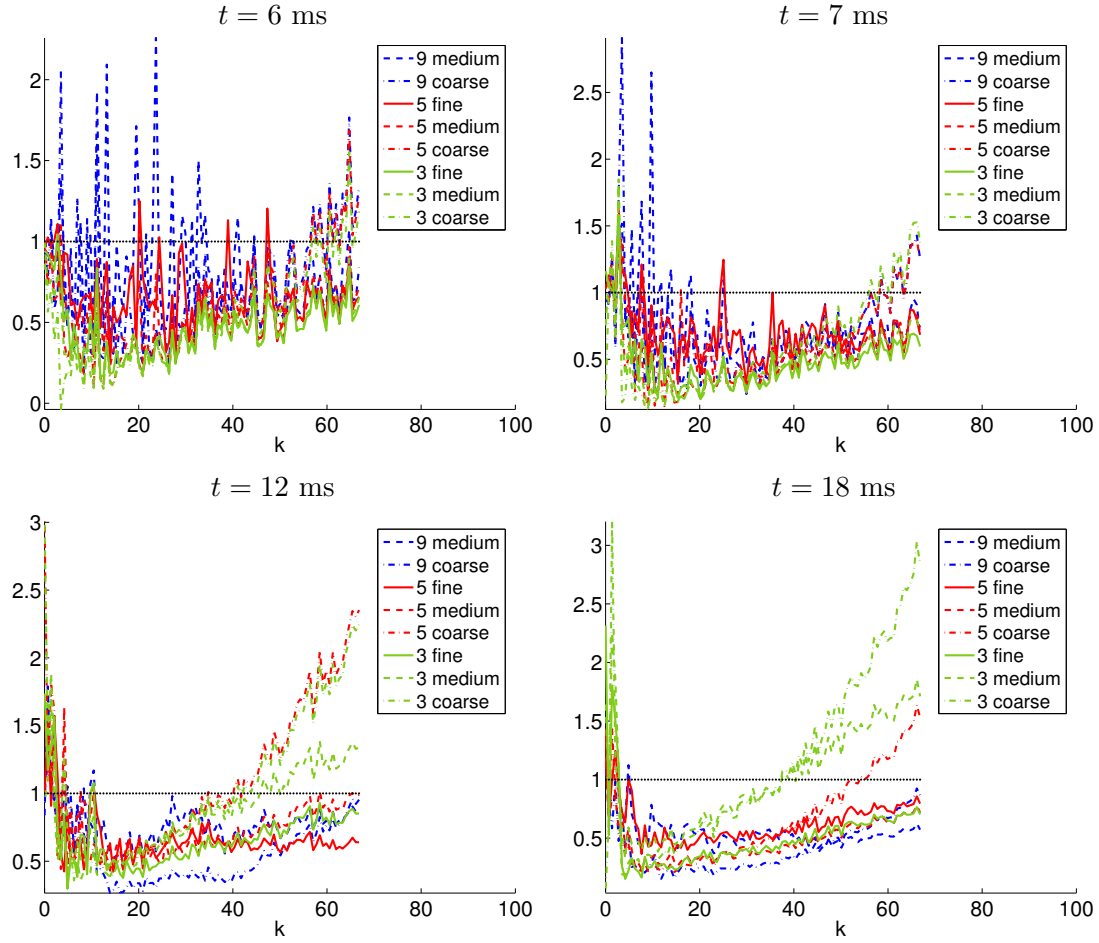 t = 6 ms
2
1.5
1
0.5
0
0 20 40 60 80 100
k
9 medium
9 coarse
5 fine
5 medium
5 coarse
3 fine
3 medium
3 coarse
t = 7 ms
2.5
2
1.5
1
0.5
0 20 40 60 80 100
k
9 medium
9 coarse
5 fine
5 medium
5 coarse
3 fine
3 medium
3 coarse
t = 12 ms
3
2.5
2
1.5
1
0.5
0 20 40 60 80 100
k
9 medium
9 coarse
5 fine
5 medium
5 coarse
3 fine
3 medium
3 coarse
t = 18 ms
3
2.5
2
1.5
1
0.5
0 20 40 60 80 100
k
9 medium
9 coarse
5 fine
5 medium
5 coarse
3 fine
3 medium
3 coarse